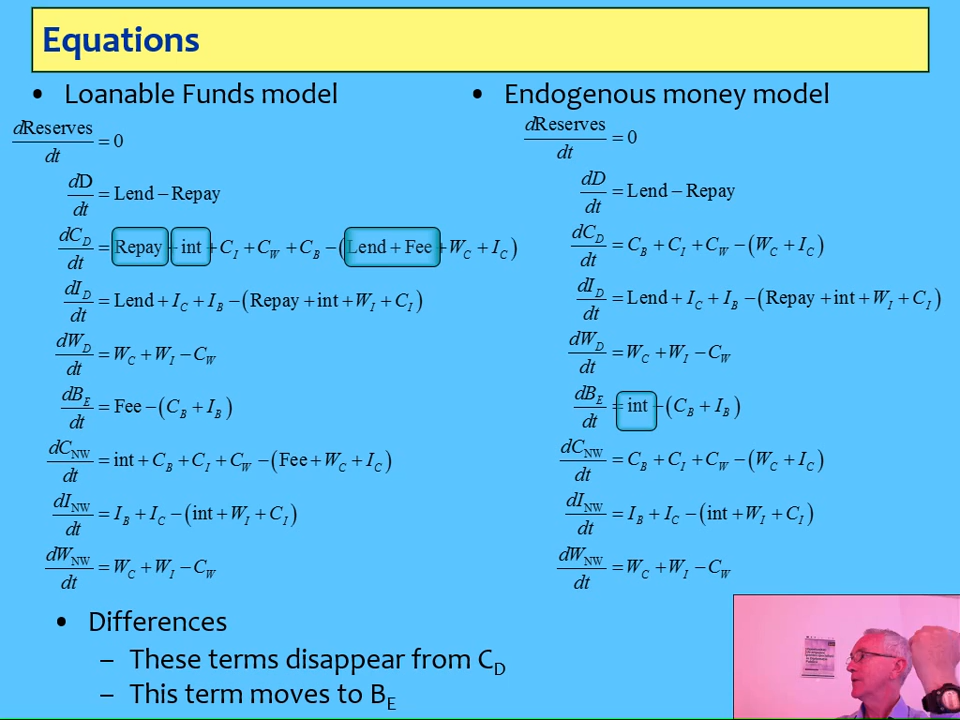 Equations
• Loanable Funds model
dReserves/dt = 0
dD/dt = Lend − Repay
dC_D/dt = Repay + int + C_I + C_W + C_B − (Lend + Fee + W_C + I_C)
dI_D/dt = Lend + I_C + I_B − (Repay + int + W_I + C_I)
dW_D/dt = W_C + W_I − C_W
dB_E/dt = Fee − (C_B + I_B)
dC_NW/dt = int + C_B + C_I + C_W − (Fee + W_C + I_C)
dI_NW/dt = I_B + I_C − (int + W_I + C_I)
dW_NW/dt = W_C + W_I − C_W
• Endogenous money model
dReserves/dt = 0
dD/dt = Lend − Repay
dC_D/dt = C_B + C_I + C_W − (W_C + I_C)
dI_D/dt = Lend + I_C + I_B − (Repay + int + W_I + C_I)
dW_D/dt = W_C + W_I − C_W
dB_E/dt = int − (C_B + I_B)
dC_NW/dt = C_B + C_I + C_W − (W_C + I_C)
dI_NW/dt = I_B + I_C − (int + W_I + C_I)
dW_NW/dt = W_C + W_I − C_W
• Differences
– These terms disappear from C_D
– This term moves to B_E